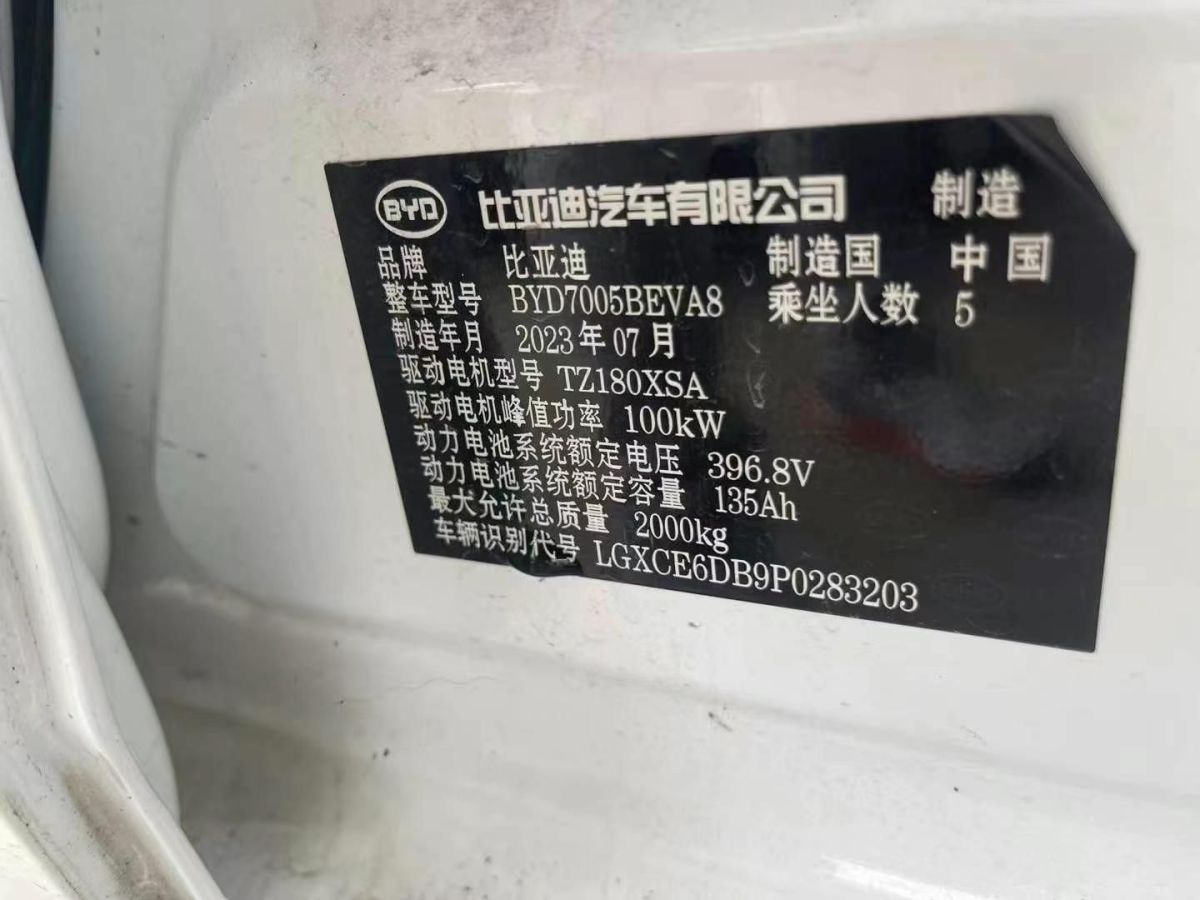 BYD 比亚迪汽车有限公司 制造
品牌 比亚迪 制造国 中国
整车型号 BYD7005BEVA8 乘坐人数 5
制造年月 2023年07月
驱动电机型号 TZ180XSA
驱动电机峰值功率 100kW
动力电池系统额定电压 396.8V
动力电池系统额定容量 135Ah
最大允许总质量 2000kg
车辆识别代号 LGXCE6DB9P0283203